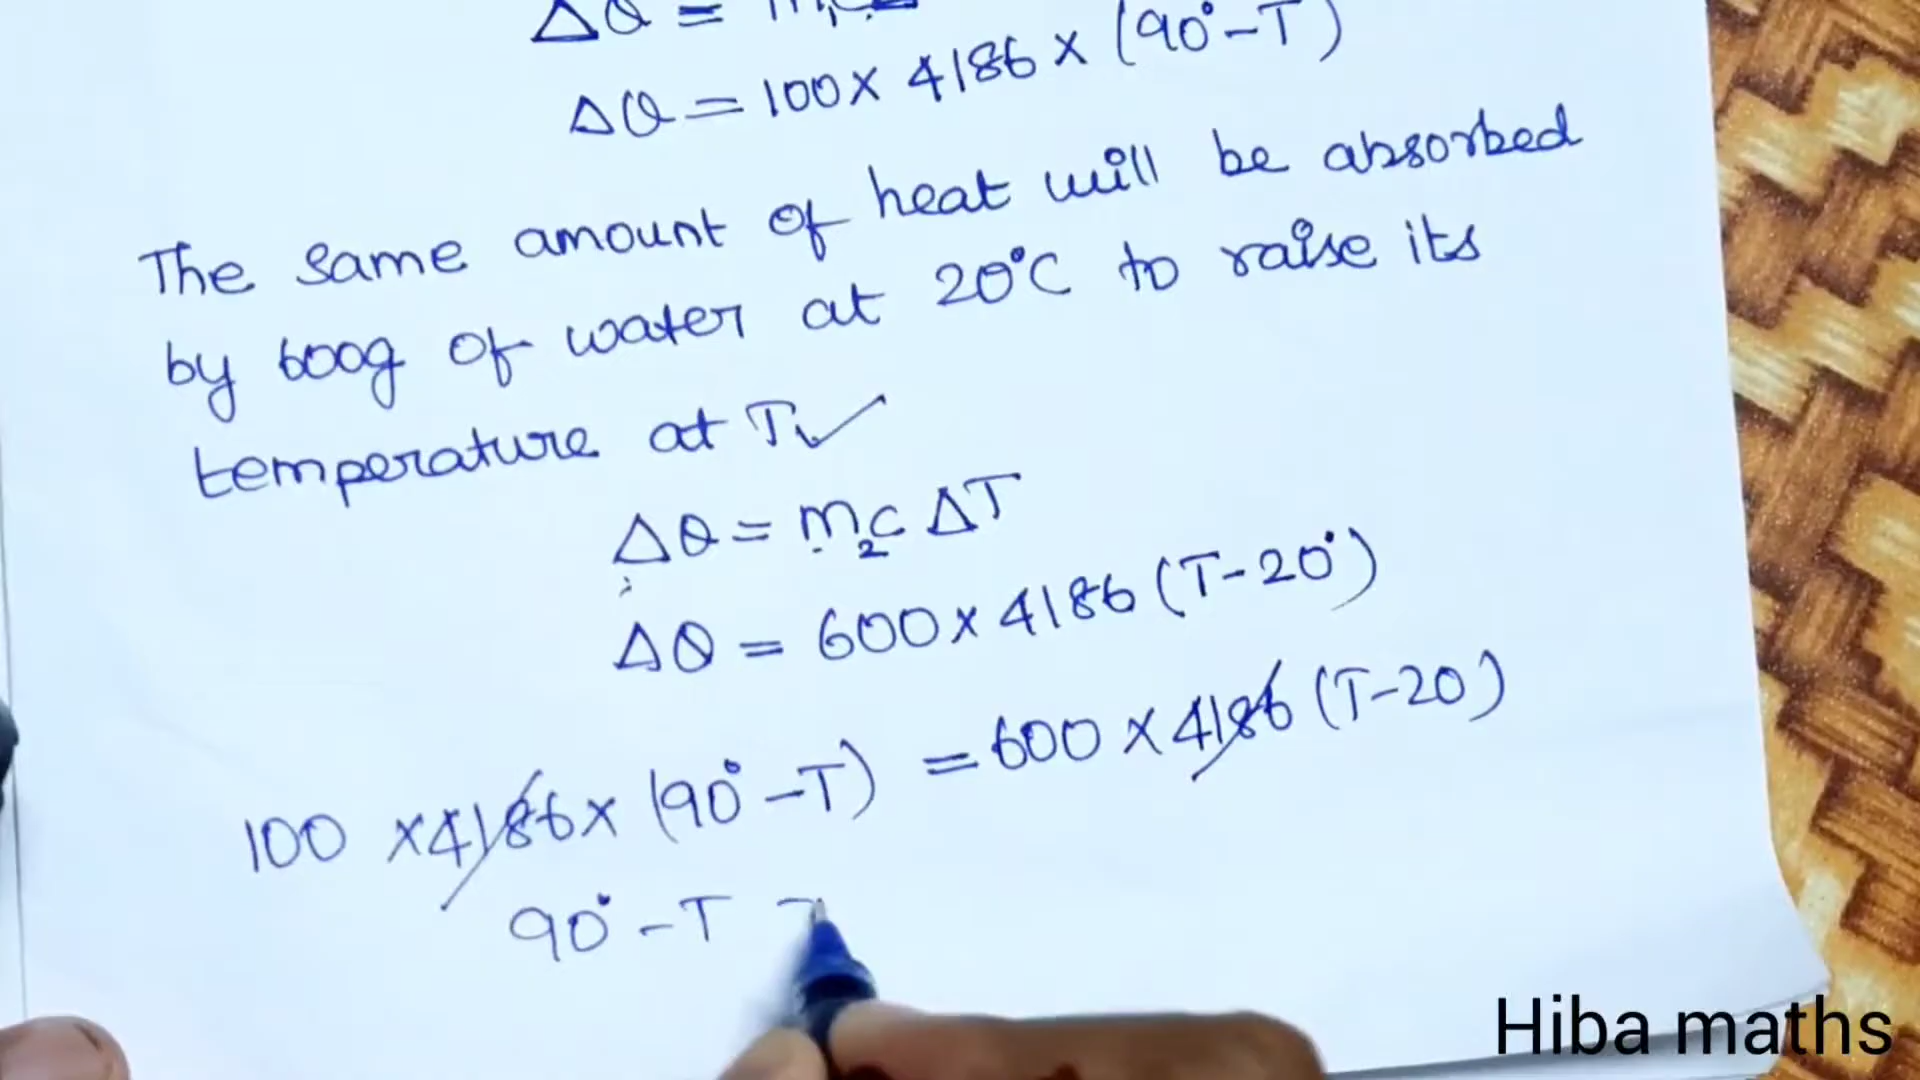 ΔQ =
ΔQ = 100 × 4186 × (90° - T)
The same amount of heat will be absorbed
by 600g of water at 20°C to raise its
temperature at T ✓
ΔQ = m₂c ΔT
ΔQ = 600 × 4186 (T - 20°)
100 × 4186 × (90° - T) = 600 × 4186 (T - 20)
90° - T
Hiba maths